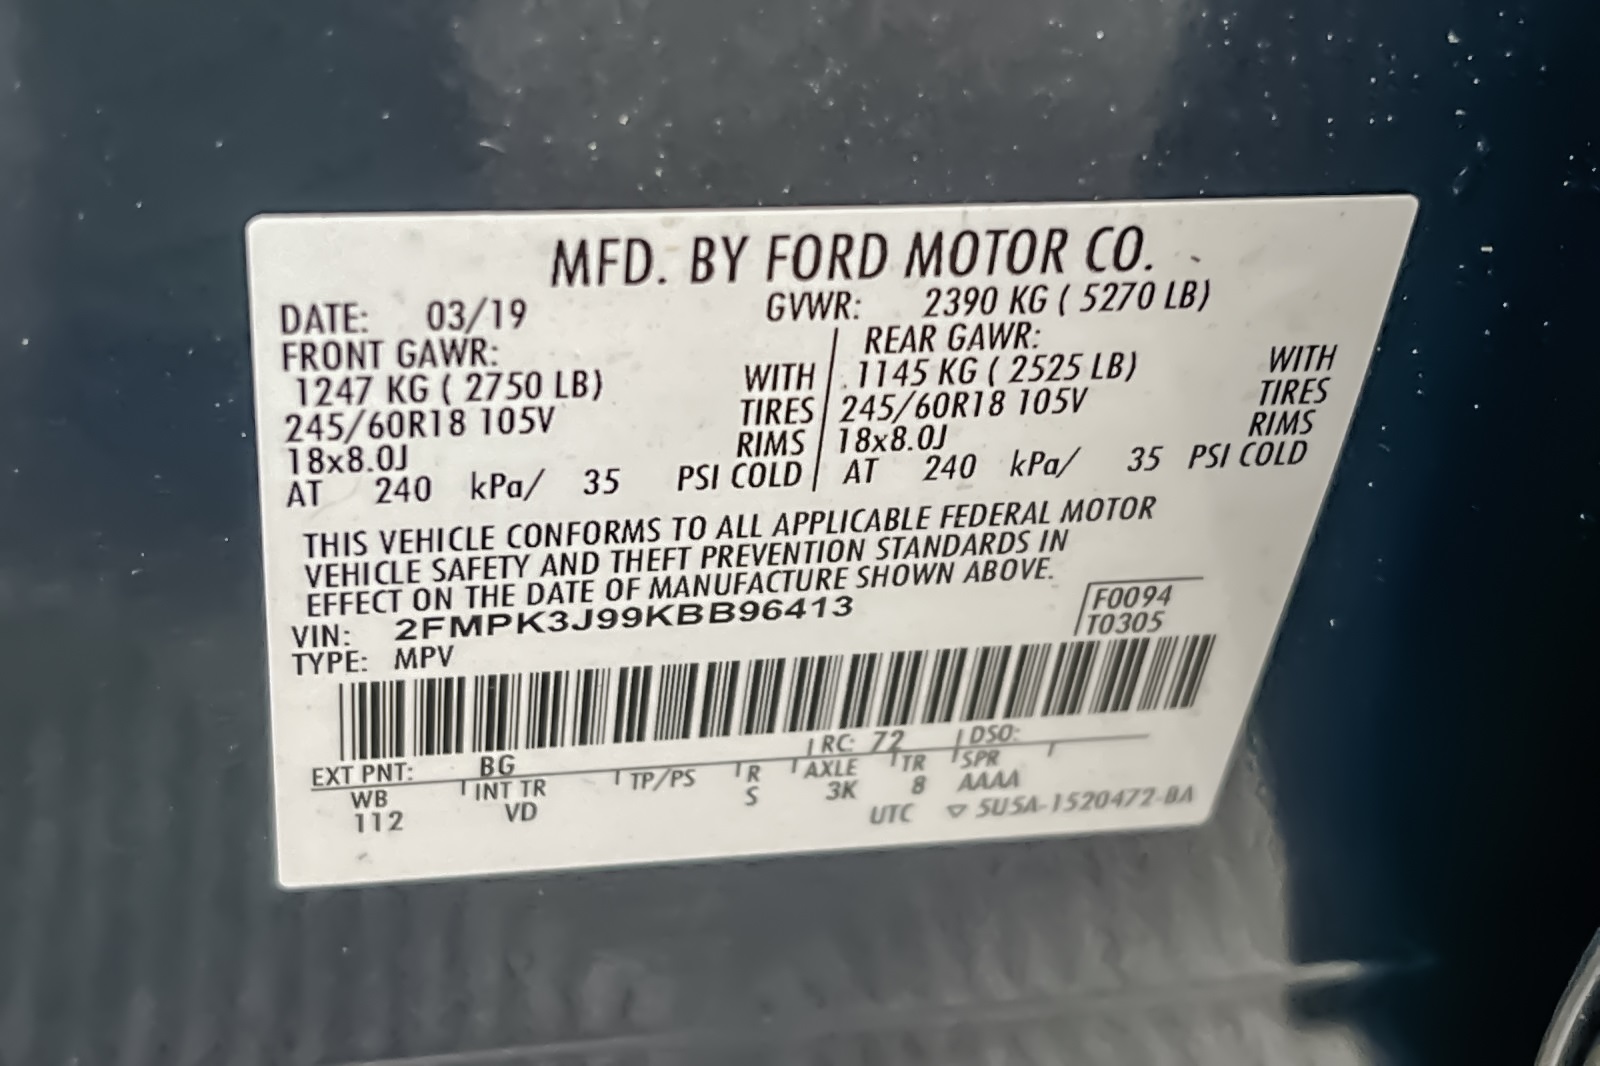 MFD. BY FORD MOTOR CO.
DATE: 03/19 GVWR: 2390 KG ( 5270 LB)
FRONT GAWR: REAR GAWR:
1247 KG ( 2750 LB) WITH 1145 KG ( 2525 LB) WITH
245/60R18 105V TIRES 245/60R18 105V TIRES
18x8.0J RIMS 18x8.0J RIMS
AT 240 kPa/ 35 PSI COLD AT 240 kPa/ 35 PSI COLD
THIS VEHICLE CONFORMS TO ALL APPLICABLE FEDERAL MOTOR
VEHICLE SAFETY AND THEFT PREVENTION STANDARDS IN
EFFECT ON THE DATE OF MANUFACTURE SHOWN ABOVE.
VIN: 2FMPK3J99KBB96413 F0094
TYPE: MPV T0305
EXT PNT: BG RC: 72 DSO:
WB INT TR TP/PS R AXLE TR SPR
112 VD S 3K 8 AAAA
UTC ▽ 5U5A-1520472-BA